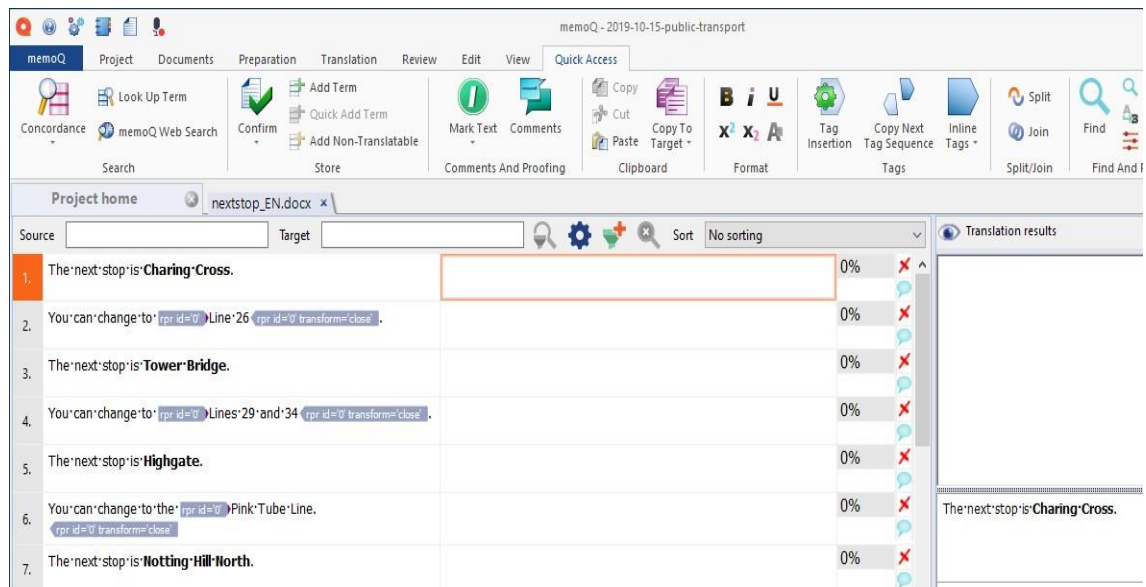 memoQ - 2019-10-15-public-transport
memoQ Project Documents Preparation Translation Review Edit View Quick Access
Concordance
Look Up Term
memoQ Web Search
Search
Confirm
Add Term
Quick Add Term
Add Non-Translatable
Store
Mark Text Comments
Comments And Proofing
Copy
Cut
Paste
Copy To
Target
Clipboard
B i U
X² X₂ A
Format
Tag
Insertion
Copy Next
Tag Sequence
Inline
Tags
Tags
Split
Join
Split/Join
Find
Find And
Project home nextstop_EN.docx x
Source Target Sort No sorting Translation results
1. The·next·stop·is·Charing·Cross. 0%
2. You·can·change·to· rpr id='0' Line·26 rpr id='0' transform='close' . 0%
3. The·next·stop·is·Tower·Bridge. 0%
4. You·can·change·to· rpr id='0' Lines·29·and·34 rpr id='0' transform='close' . 0%
5. The·next·stop·is·Highgate. 0%
6. You·can·change·to·the· rpr id='0' Pink·Tube·Line. 0%
rpr id='0' transform='close'
7. The·next·stop·is·Notting·Hill·North. 0%
The·next·stop·is·Charing·Cross.